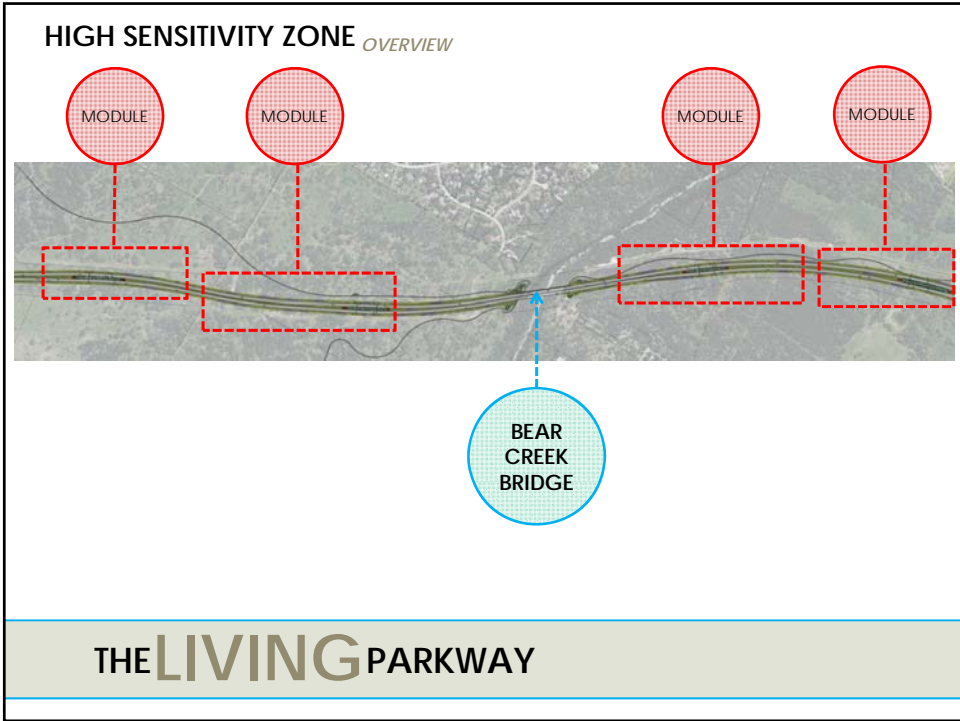 HIGH SENSITIVITY ZONE OVERVIEW
MODULE
MODULE
MODULE
MODULE
BEAR
CREEK
BRIDGE
THE LIVING PARKWAY